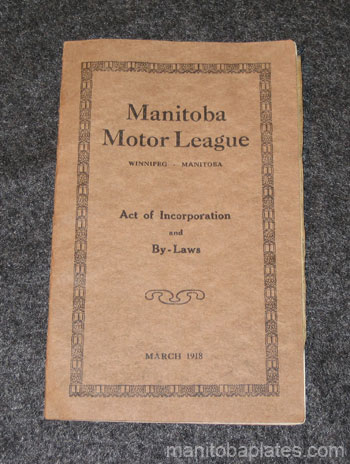 Manitoba
Motor League
WINNIPEG - MANITOBA
Act of Incorporation
and
By-Laws
MARCH 1918
manitobaplates.com